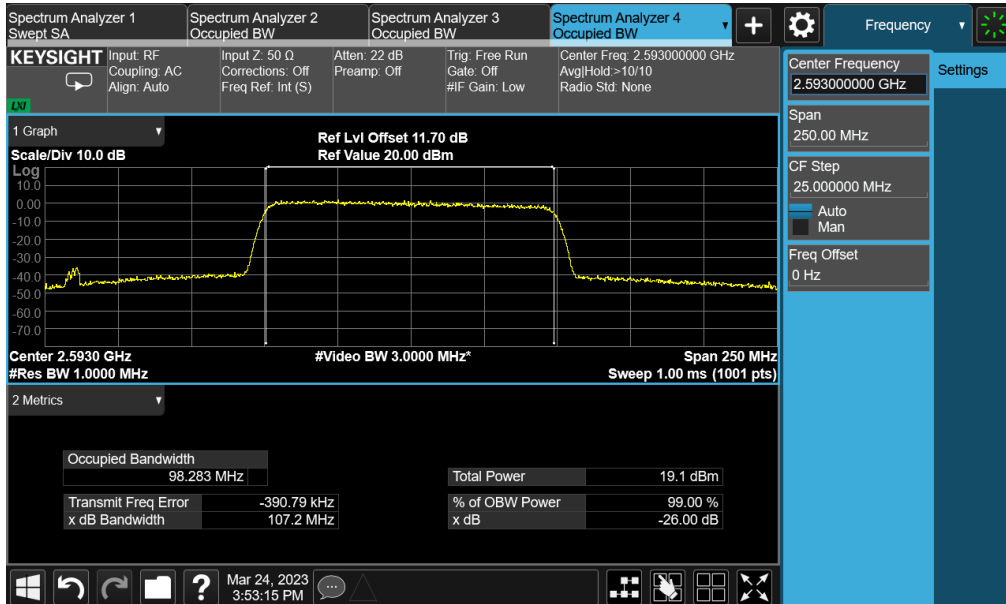 Spectrum Analyzer 1
Swept SA
Spectrum Analyzer 2
Occupied BW
Spectrum Analyzer 3
Occupied BW
Spectrum Analyzer 4
Occupied BW
Frequency
KEYSIGHT
LXI
Input: RF
Coupling: AC
Align: Auto
Input Z: 50 Ω
Corrections: Off
Freq Ref: Int (S)
Atten: 22 dB
Preamp: Off
Trig: Free Run
Gate: Off
#IF Gain: Low
Center Freq: 2.593000000 GHz
Avg|Hold:>10/10
Radio Std: None
Center Frequency
2.593000000 GHz
Settings
Span
250.00 MHz
CF Step
25.000000 MHz
Auto
Man
Freq Offset
0 Hz
1 Graph
Scale/Div 10.0 dB
Ref Lvl Offset 11.70 dB
Ref Value 20.00 dBm
Log
10.0
0.00
-10.0
-20.0
-30.0
-40.0
-50.0
-60.0
-70.0
Center 2.5930 GHz
#Res BW 1.0000 MHz
#Video BW 3.0000 MHz*
Span 250 MHz
Sweep 1.00 ms (1001 pts)
2 Metrics
Occupied Bandwidth
98.283 MHz
Total Power 19.1 dBm
Transmit Freq Error -390.79 kHz
% of OBW Power 99.00 %
x dB Bandwidth 107.2 MHz
x dB -26.00 dB
?
Mar 24, 2023
3:53:15 PM